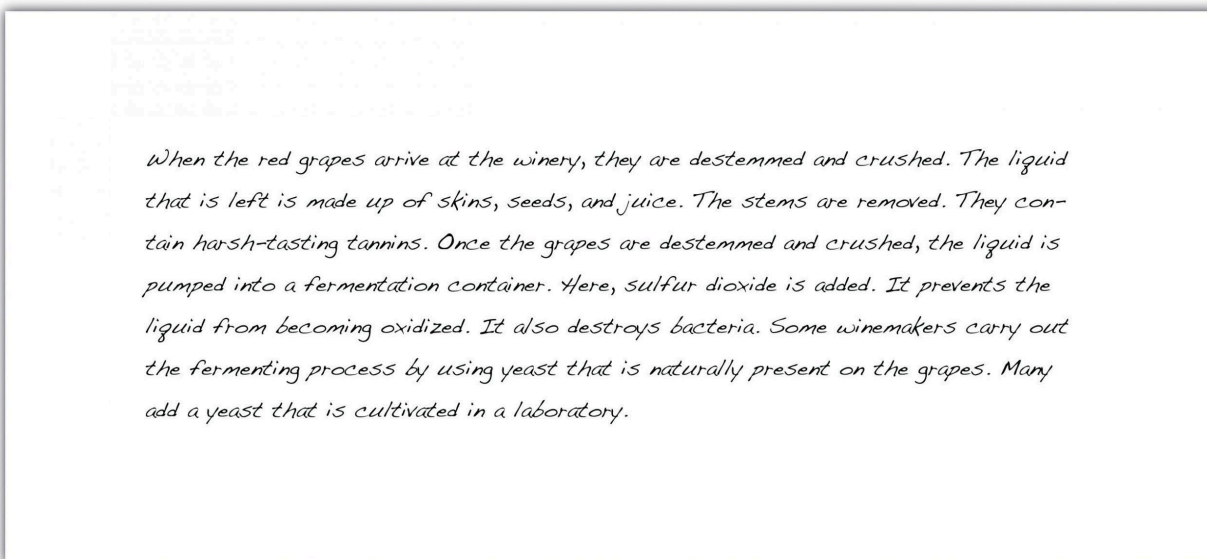 When the red grapes arrive at the winery, they are destemmed and crushed. The liquid
that is left is made up of skins, seeds, and juice. The stems are removed. They con-
tain harsh-tasting tannins. Once the grapes are destemmed and crushed, the liquid is
pumped into a fermentation container. Here, sulfur dioxide is added. It prevents the
liquid from becoming oxidized. It also destroys bacteria. Some winemakers carry out
the fermenting process by using yeast that is naturally present on the grapes. Many
add a yeast that is cultivated in a laboratory.